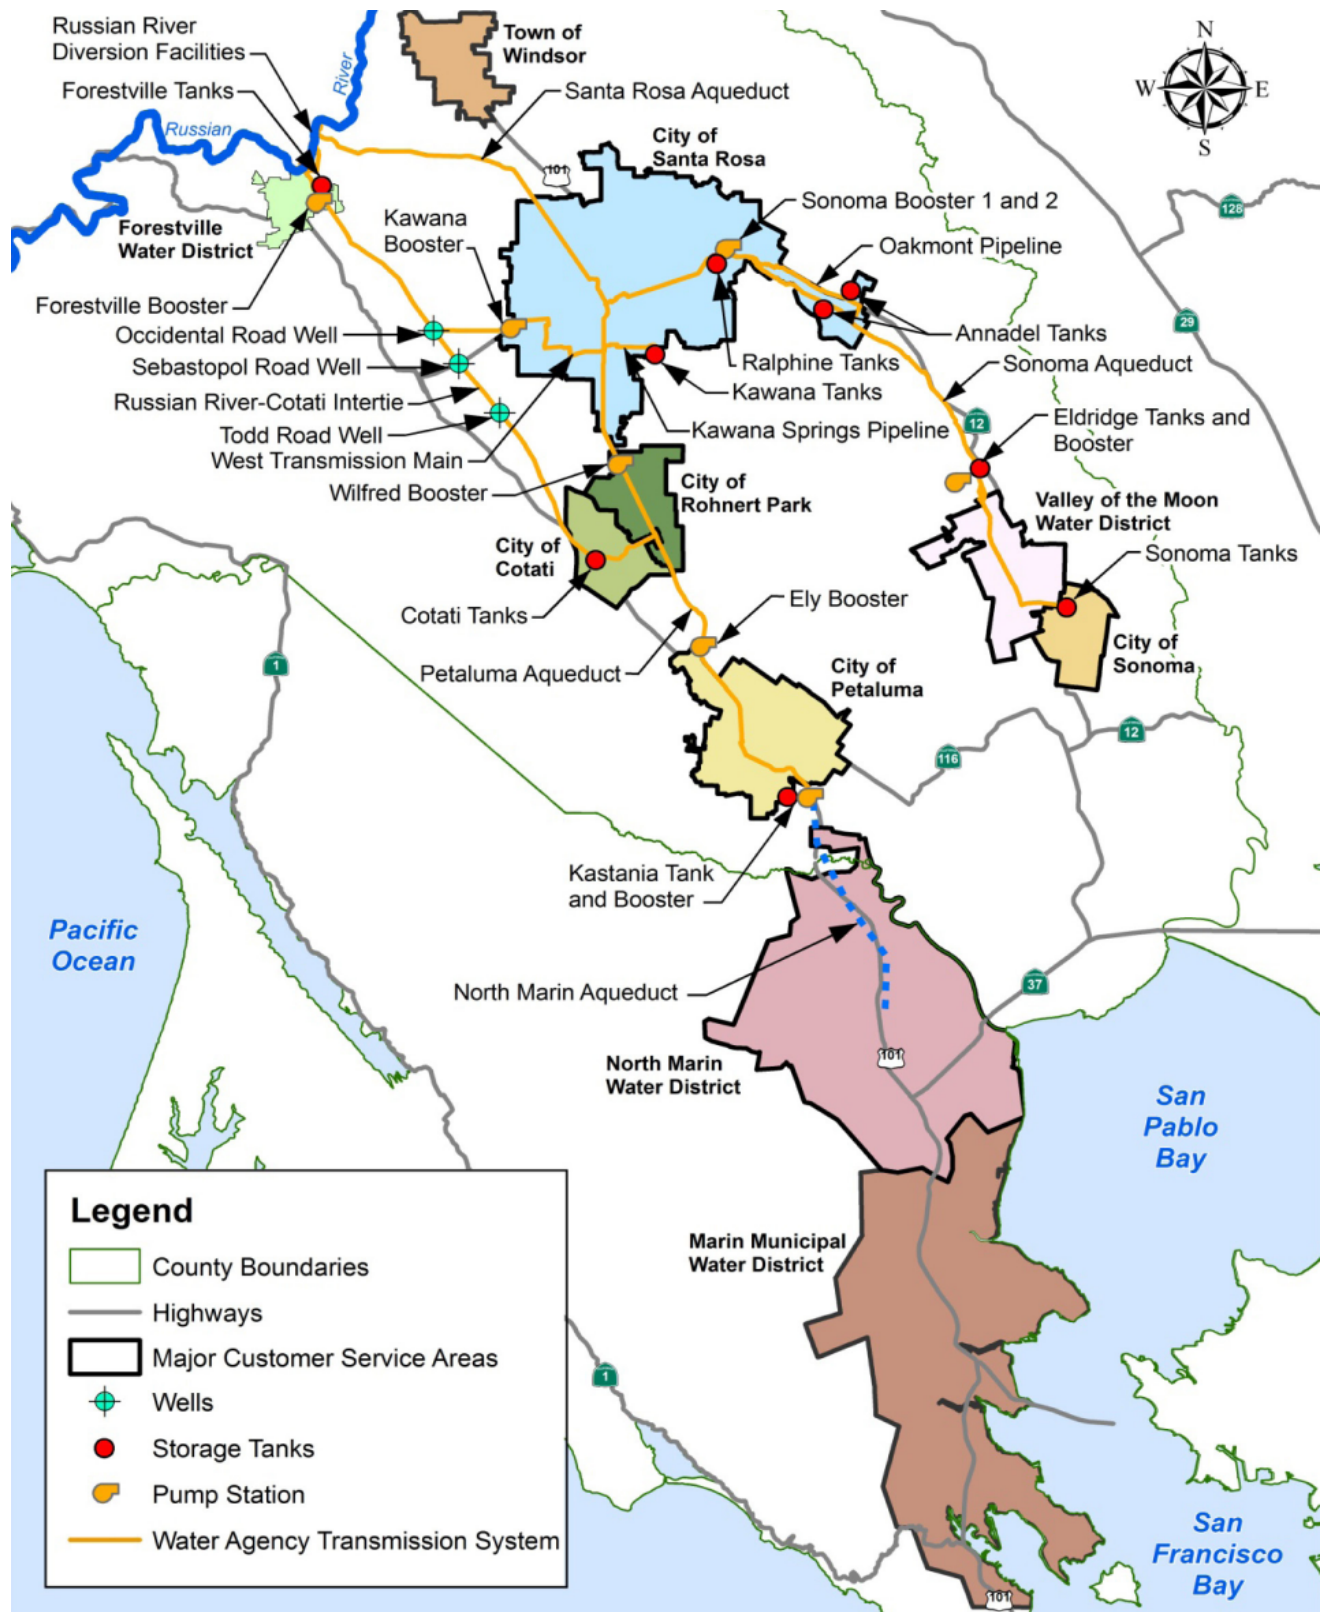 Russian River
Diversion Facilities
Forestville Tanks
River
Russian
Town of
Windsor
Santa Rosa Aqueduct
N
W
E
S
City of
Santa Rosa
101
Sonoma Booster 1 and 2
128
Forestville
Water District
Kawana
Booster
Oakmont Pipeline
Forestville Booster
29
Occidental Road Well
Annadel Tanks
Sebastopol Road Well
Ralphine Tanks
Sonoma Aqueduct
Russian River-Cotati Intertie
Kawana Tanks
Todd Road Well
Kawana Springs Pipeline
12
Eldridge Tanks and
Booster
West Transmission Main
Wilfred Booster
City of
Rohnert Park
Valley of the Moon
Water District
City of
Cotati
Sonoma Tanks
Cotati Tanks
Ely Booster
City of
Sonoma
1
Petaluma Aqueduct
City of
Petaluma
12
116
Kastania Tank
and Booster
Pacific
Ocean
North Marin Aqueduct
37
101
North Marin
Water District
San
Pablo
Bay
Marin Municipal
Water District
1
San
Francisco
Bay
101
Legend
County Boundaries
Highways
Major Customer Service Areas
Wells
Storage Tanks
Pump Station
Water Agency Transmission System